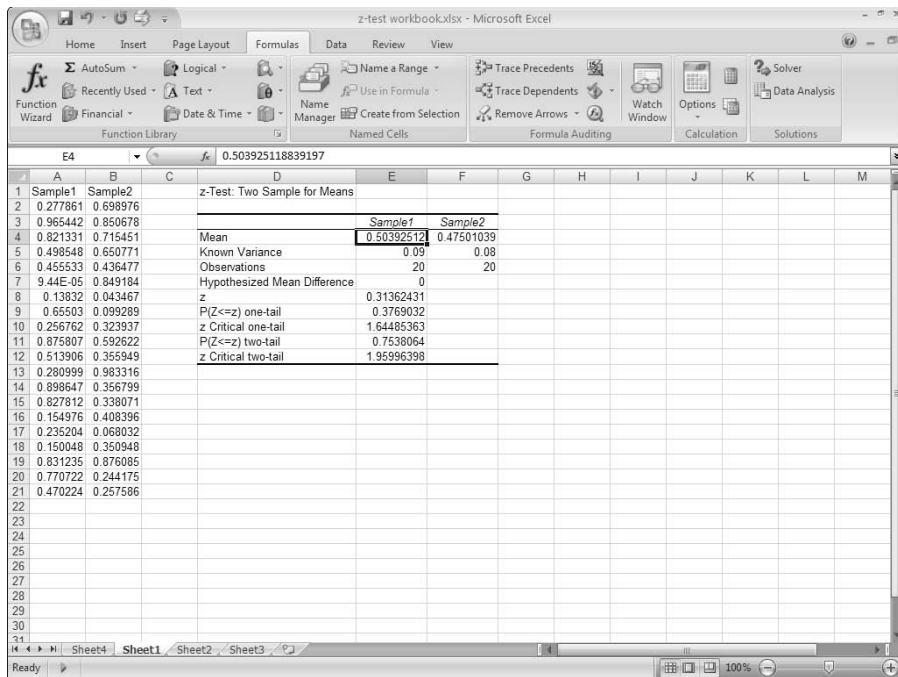 z-test workbook.xlsx - Microsoft Excel
Home Insert Page Layout Formulas Data Review View
fx Function Wizard
Σ AutoSum
Recently Used
Financial
Logical
Text
Date & Time
Function Library
Name Manager
Name a Range
Use in Formula
Create from Selection
Named Cells
Trace Precedents
Trace Dependents
Remove Arrows
Watch Window
Formula Auditing
Options
Calculation
Solver
Data Analysis
Solutions
E4 fx 0.503925118839197
A B C D E F G H I J K L M
1 Sample1 Sample2 z-Test: Two Sample for Means
2 0.277861 0.698976
3 0.965442 0.850678 Sample1 Sample2
4 0.821331 0.715451 Mean 0.50392512 0.47501039
5 0.498548 0.650771 Known Variance 0.09 0.08
6 0.455533 0.436477 Observations 20 20
7 9.44E-05 0.849184 Hypothesized Mean Difference 0
8 0.13832 0.043467 z 0.31362431
9 0.65503 0.099289 P(Z<=z) one-tail 0.3769032
10 0.256762 0.323937 z Critical one-tail 1.64485363
11 0.875807 0.592622 P(Z<=z) two-tail 0.7538064
12 0.513906 0.355949 z Critical two-tail 1.95996398
13 0.280999 0.983316
14 0.898647 0.356799
15 0.827812 0.338071
16 0.154976 0.408396
17 0.235204 0.068032
18 0.150048 0.350948
19 0.831235 0.876085
20 0.770722 0.244175
21 0.470224 0.257586
22
23
24
25
26
27
28
29
30
31
Sheet4 Sheet1 Sheet2 Sheet3
Ready 100%